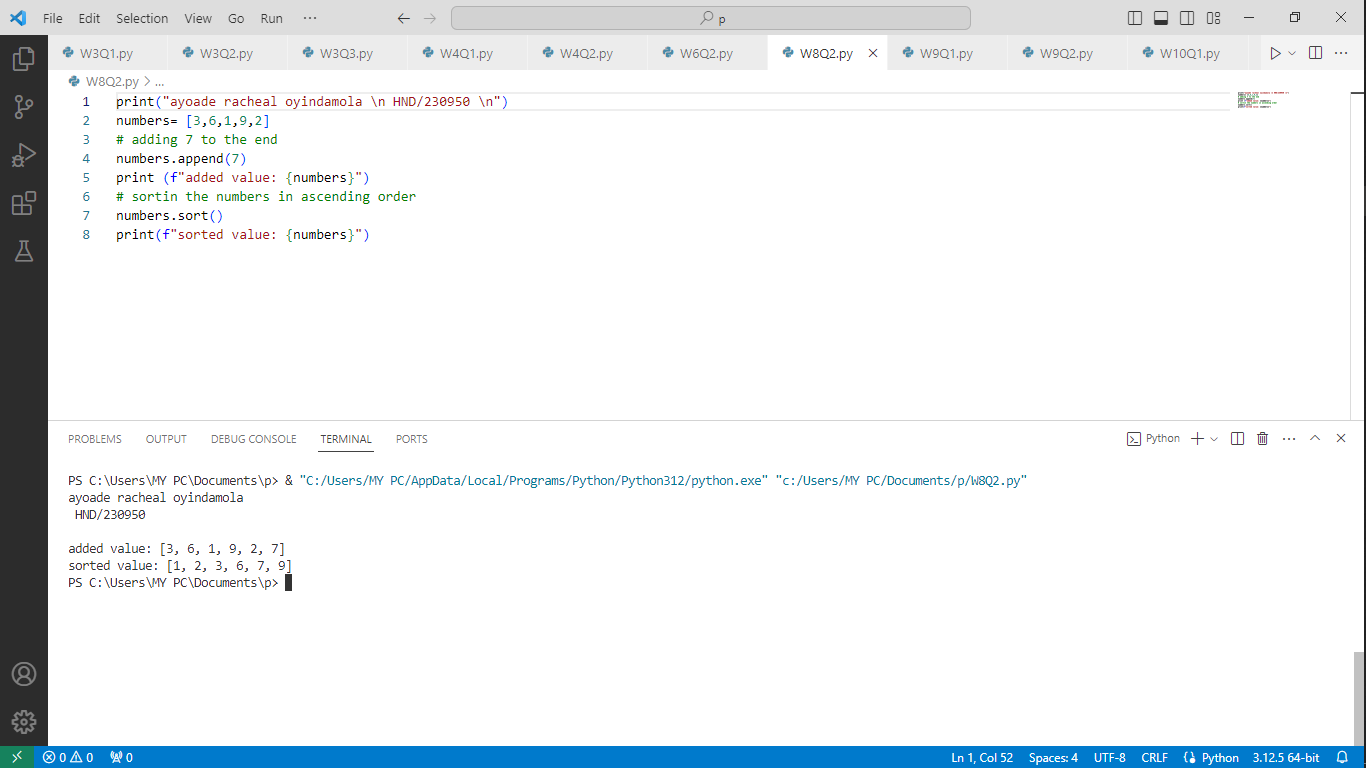 File Edit Selection View Go Run ··· p
W3Q1.py W3Q2.py W3Q3.py W4Q1.py W4Q2.py W6Q2.py W8Q2.py W9Q1.py W9Q2.py W10Q1.py
W8Q2.py > ...
1 print("ayoade racheal oyindamola \n HND/230950 \n")
2 numbers= [3,6,1,9,2]
3 # adding 7 to the end
4 numbers.append(7)
5 print (f"added value: {numbers}")
6 # sortin the numbers in ascending order
7 numbers.sort()
8 print(f"sorted value: {numbers}")
PROBLEMS OUTPUT DEBUG CONSOLE TERMINAL PORTS Python
PS C:\Users\MY PC\Documents\p> & "C:/Users/MY PC/AppData/Local/Programs/Python/Python312/python.exe" "c:/Users/MY PC/Documents/p/W8Q2.py"
ayoade racheal oyindamola
HND/230950
added value: [3, 6, 1, 9, 2, 7]
sorted value: [1, 2, 3, 6, 7, 9]
PS C:\Users\MY PC\Documents\p>
0 0 0 Ln 1, Col 52 Spaces: 4 UTF-8 CRLF Python 3.12.5 64-bit